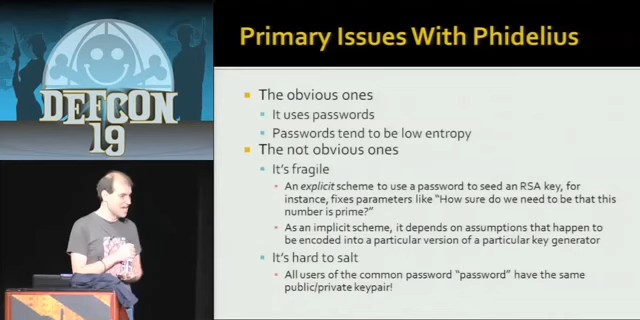 DEFCON
19
Primary Issues With Phidelius
The obvious ones
It uses passwords
Passwords tend to be low entropy
The not obvious ones
It's fragile
An explicit scheme to use a password to seed an RSA key, for
instance, fixes parameters like "How sure do we need to be that this
number is prime?"
As an implicit scheme, it depends on assumptions that happen to
be encoded into a particular version of a particular key generator
It's hard to salt
All users of the common password "password" have the same
public/private keypair!